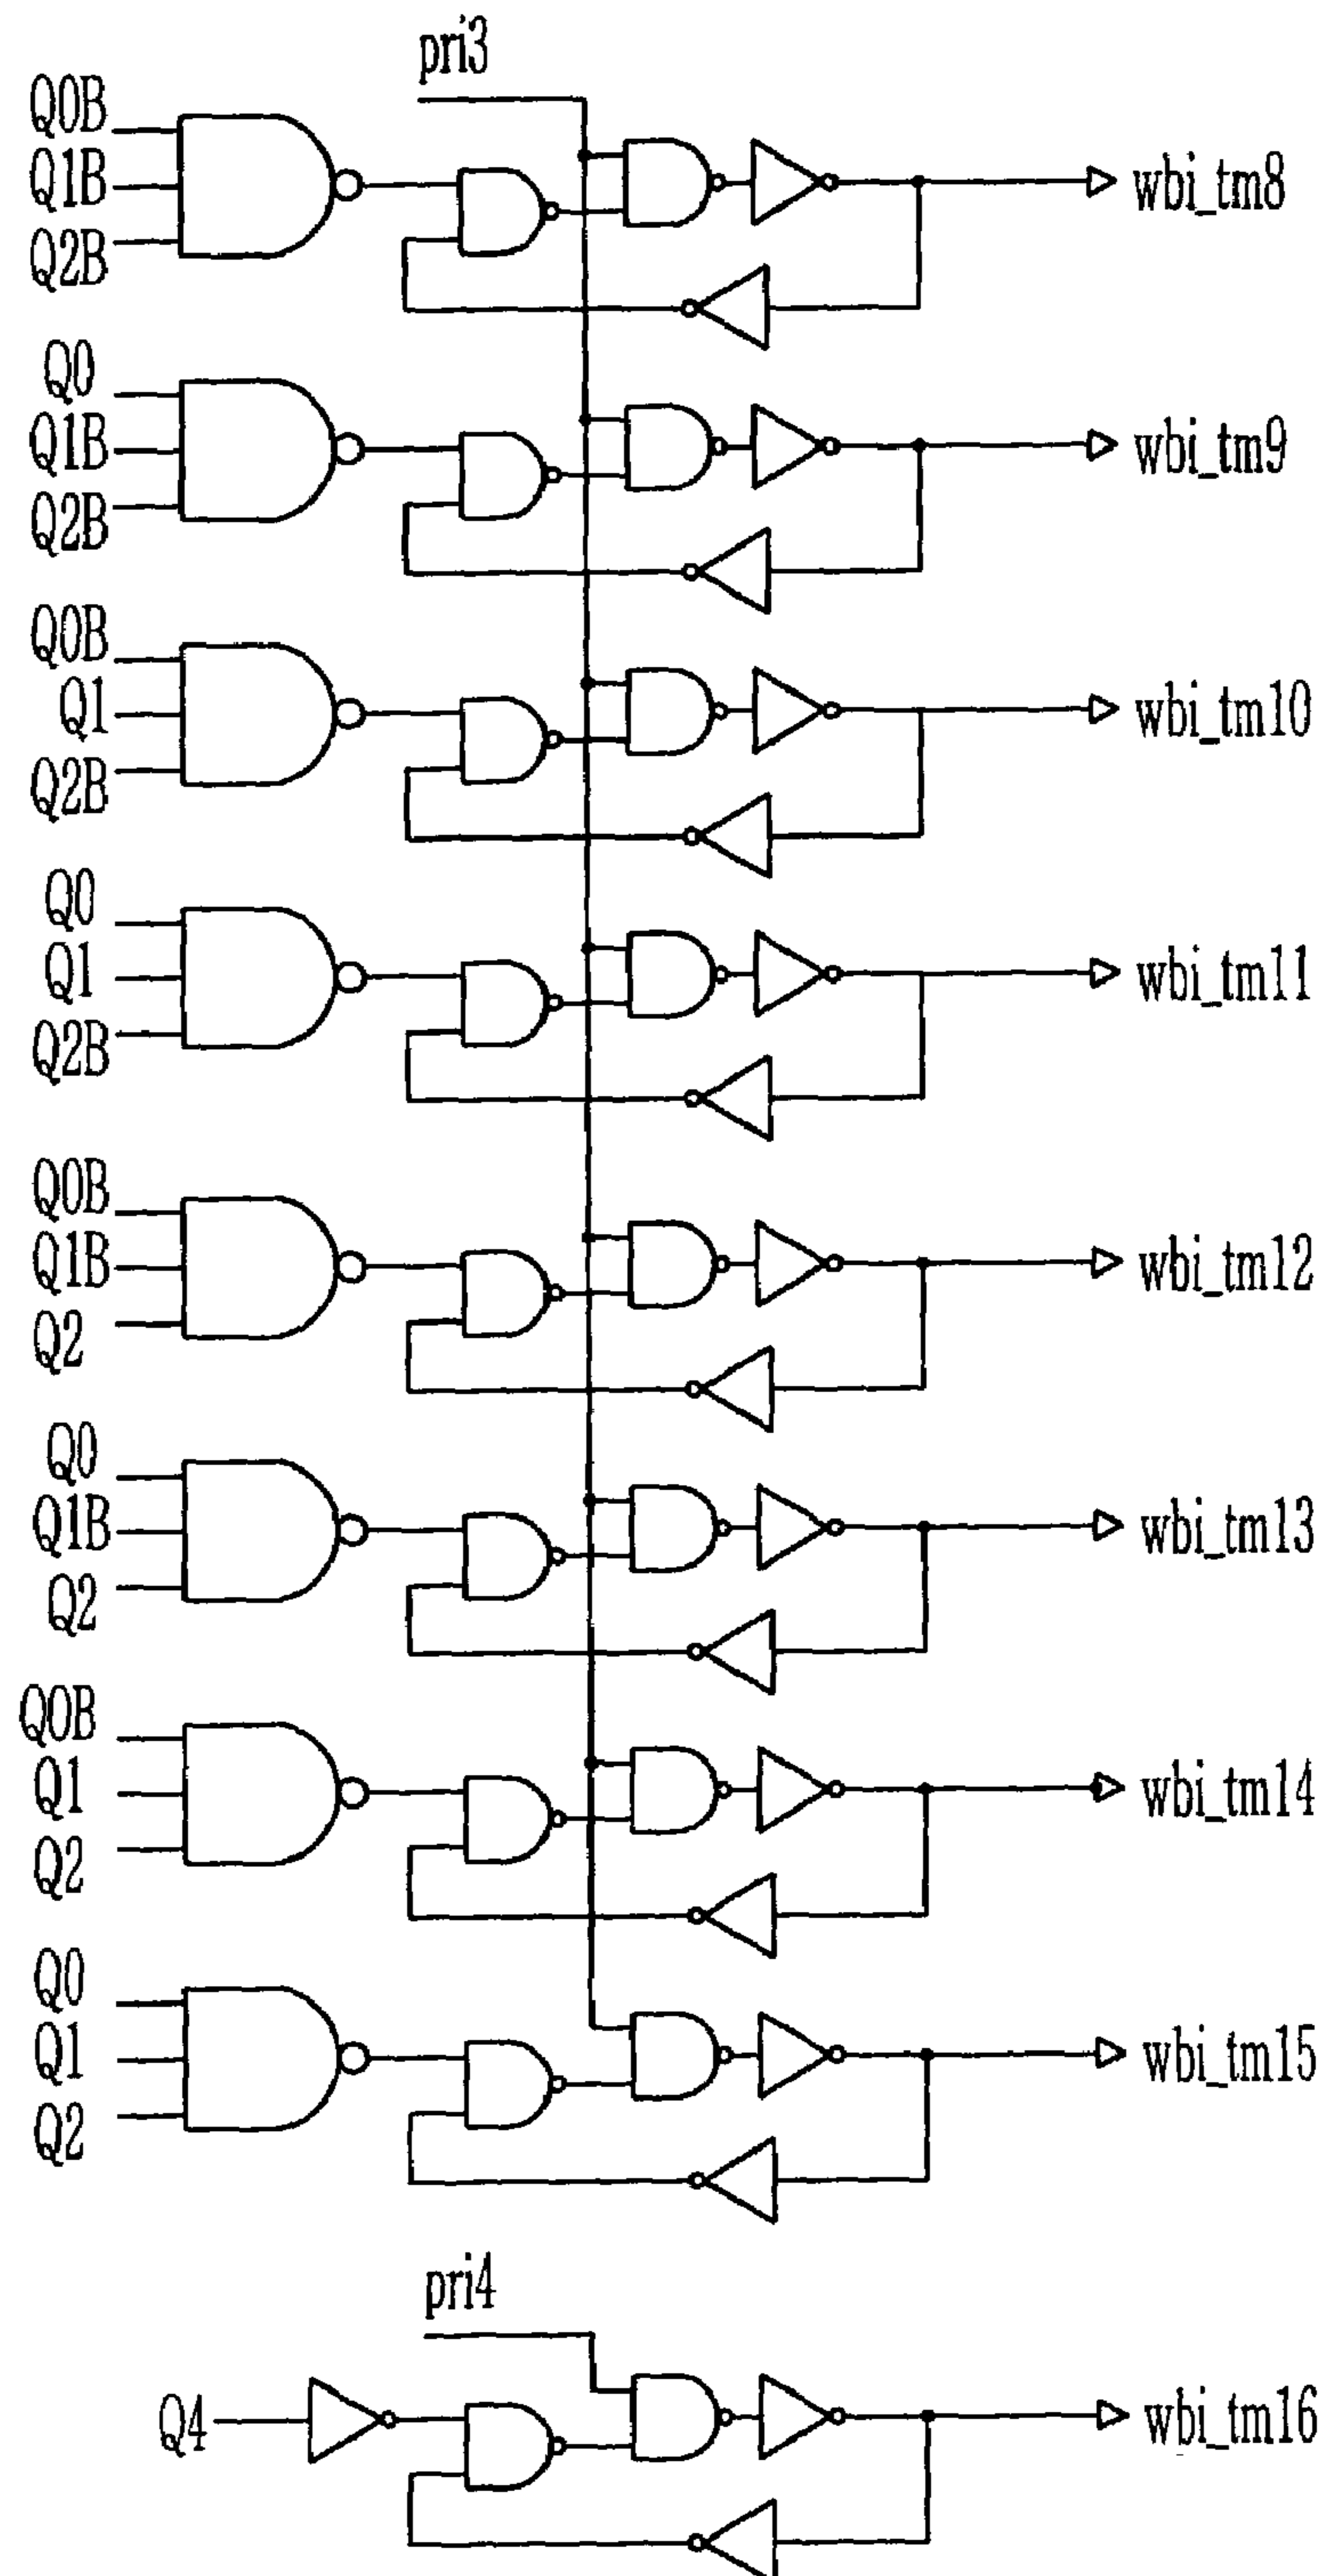 pri3
Q0B
Q1B
Q2B
wbi_tm8
Q0
Q1B
Q2B
wbi_tm9
Q0B
Q1
Q2B
wbi_tm10
Q0
Q1
Q2B
wbi_tm11
Q0B
Q1B
Q2
wbi_tm12
Q0
Q1B
Q2
wbi_tm13
Q0B
Q1
Q2
wbi_tm14
Q0
Q1
Q2
wbi_tm15
pri4
Q4
wbi_tm16